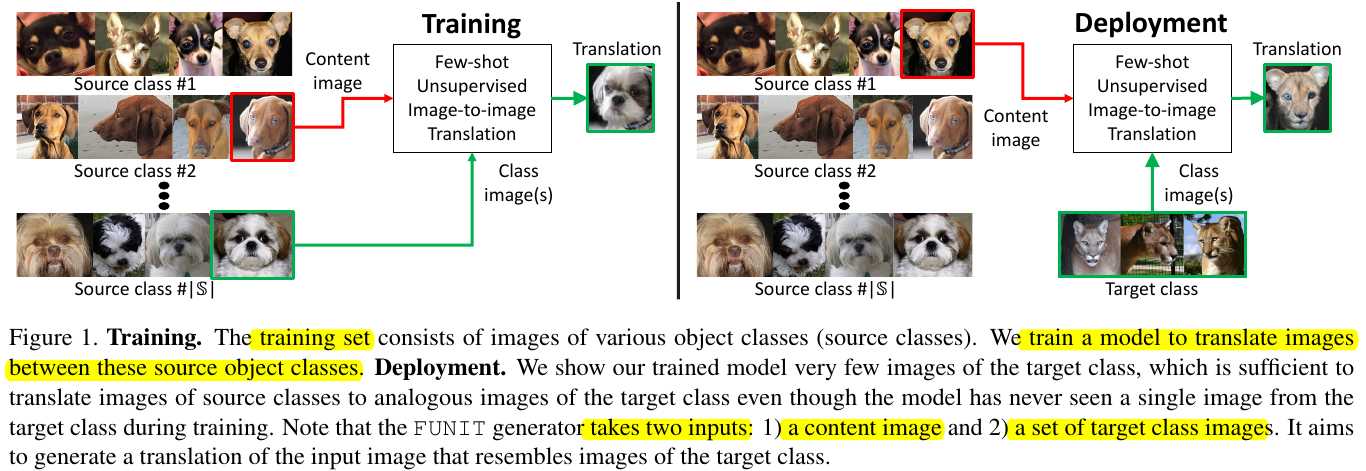 Training
Content
image
Few-shot
Unsupervised
Image-to-image
Translation
Translation
Source class #1
Source class #2
Class
image(s)
Source class #|𝕊|
Deployment
Few-shot
Unsupervised
Image-to-image
Translation
Translation
Source class #1
Content
image
Source class #2
Class
image(s)
Source class #|𝕊|
Target class
Figure 1. Training. The training set consists of images of various object classes (source classes). We train a model to translate images
between these source object classes. Deployment. We show our trained model very few images of the target class, which is sufficient to
translate images of source classes to analogous images of the target class even though the model has never seen a single image from the
target class during training. Note that the FUNIT generator takes two inputs: 1) a content image and 2) a set of target class images. It aims
to generate a translation of the input image that resembles images of the target class.